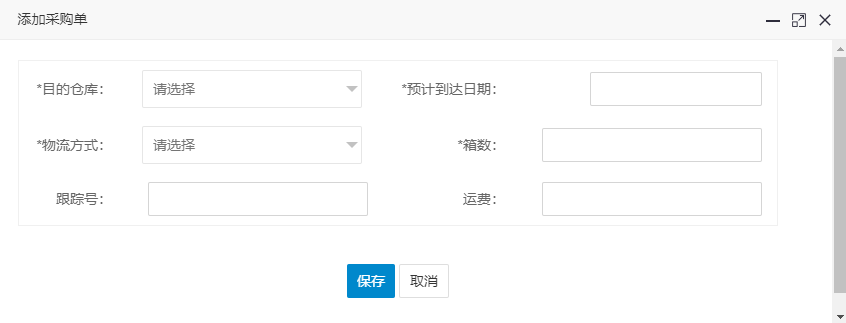 添加采购单
*目的仓库: 请选择 *预计到达日期:
*物流方式: 请选择 *箱数:
跟踪号: 运费:
保存 取消